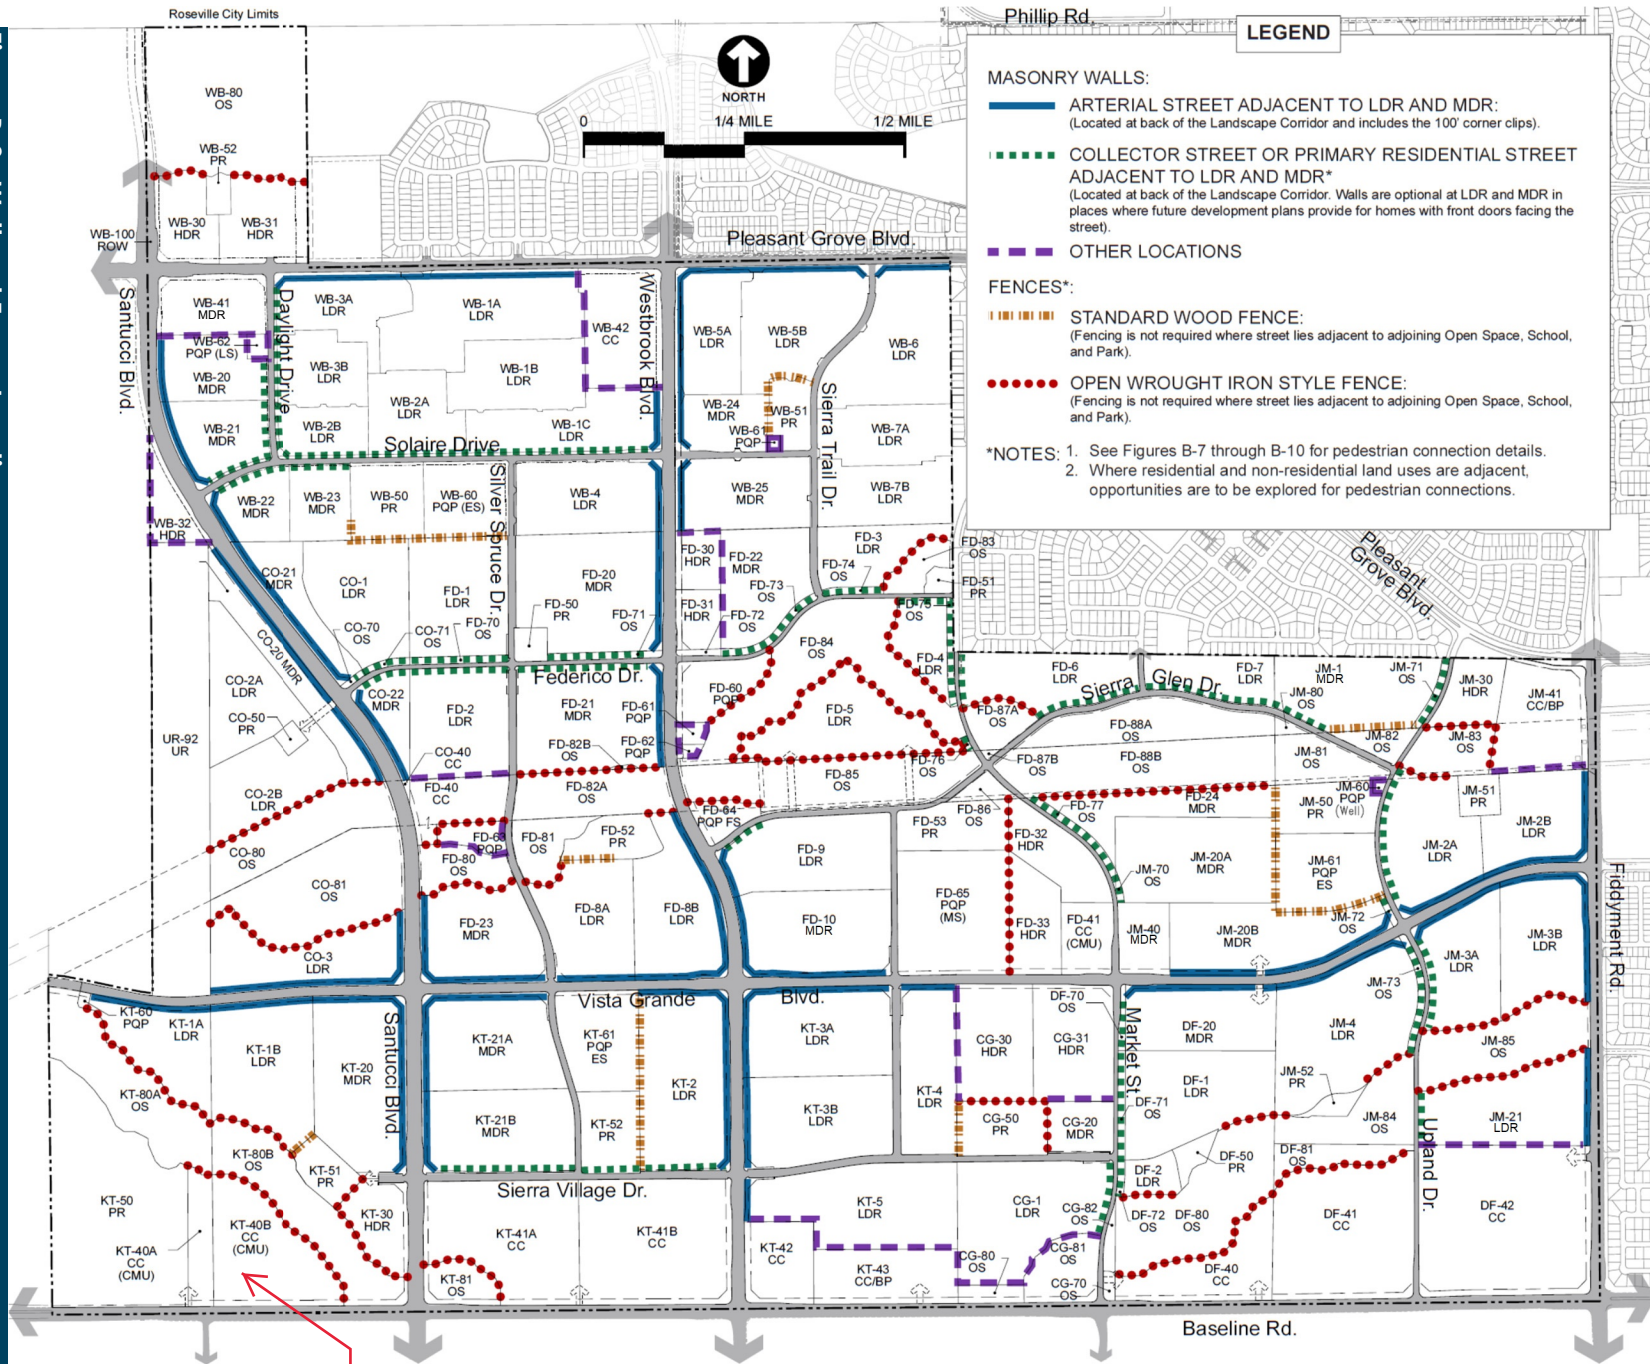 Roseville City Limits
Phillip Rd.
LEGEND
MASONRY WALLS:
ARTERIAL STREET ADJACENT TO LDR AND MDR:
(Located at back of the Landscape Corridor and includes the 100' corner clips).
COLLECTOR STREET OR PRIMARY RESIDENTIAL STREET
ADJACENT TO LDR AND MDR*
(Located at back of the Landscape Corridor. Walls are optional at LDR and MDR in
places where future development plans provide for homes with front doors facing the
street).
OTHER LOCATIONS
FENCES*:
STANDARD WOOD FENCE:
(Fencing is not required where street lies adjacent to adjoining Open Space, School,
and Park).
OPEN WROUGHT IRON STYLE FENCE:
(Fencing is not required where street lies adjacent to adjoining Open Space, School,
and Park).
*NOTES: 1. See Figures B-7 through B-10 for pedestrian connection details.
2. Where residential and non-residential land uses are adjacent,
opportunities are to be explored for pedestrian connections.
NORTH
0 1/4 MILE 1/2 MILE
WB-80
OS
WB-52
PR
WB-30
HDR
WB-31
HDR
WB-100
ROW
Pleasant Grove Blvd.
Santucci Blvd.
Daylight Drive
Westbrook Blvd.
WB-41
MDR
WB-3A
LDR
WB-1A
LDR
WB-42
CC
WB-5A
LDR
WB-5B
LDR
WB-6
LDR
WB-62
PQP (LS)
WB-20
MDR
WB-3B
LDR
WB-1B
LDR
WB-2A
LDR
WB-24
MDR
WB-51
PR
WB-61
PQP
Sierra Trail Dr.
WB-21
MDR
WB-2B
LDR
WB-1C
LDR
WB-7A
LDR
Solaire Drive
WB-22
MDR
WB-23
MDR
WB-50
PR
WB-60
PQP (ES)
Silver Spruce Dr.
WB-4
LDR
WB-25
MDR
WB-7B
LDR
WB-32
HDR
FD-30
HDR
FD-22
MDR
FD-3
LDR
FD-83
OS
FD-74
OS
FD-51
PR
Pleasant
Grove Blvd.
CO-21
MDR
CO-1
LDR
FD-1
LDR
FD-20
MDR
FD-73
OS
FD-50
PR
FD-71
OS
FD-31
HDR
FD-72
OS
FD-75
OS
CO-70
OS
CO-71
OS
FD-70
OS
FD-84
OS
CO-20 MDR
Federico Dr.
FD-4
LDR
FD-6
LDR
FD-7
LDR
JM-1
MDR
JM-71
OS
JM-30
HDR
JM-41
CC/BP
Sierra Glen Dr.
JM-80
OS
CO-2A
LDR
CO-22
MDR
FD-2
LDR
FD-21
MDR
FD-60
PQP
FD-61
PQP
FD-62
PQP
FD-5
LDR
FD-87A
OS
FD-88A
OS
CO-50
PR
UR-92
UR
CO-40
CC
FD-82B
OS
FD-76
OS
FD-87B
OS
FD-88B
OS
JM-81
OS
JM-82
OS
JM-83
OS
CO-2B
LDR
FD-40
CC
FD-82A
OS
FD-85
OS
FD-86
OS
FD-77
OS
FD-24
MDR
JM-50
PR
JM-60
PQP
(Well)
JM-51
PR
JM-2B
LDR
FD-64
PQP FS
FD-53
PR
FD-32
HDR
FD-63
PQP
FD-81
OS
FD-52
PR
CO-80
OS
FD-80
OS
FD-9
LDR
JM-2A
LDR
JM-70
OS
JM-20A
MDR
JM-61
PQP
ES
Fiddyment Rd.
CO-81
OS
FD-65
PQP
(MS)
FD-23
MDR
FD-8A
LDR
FD-8B
LDR
FD-10
MDR
FD-33
HDR
FD-41
CC
(CMU)
JM-40
MDR
JM-20B
MDR
JM-72
OS
JM-3B
LDR
CO-3
LDR
JM-3A
LDR
JM-73
OS
Vista Grande Blvd.
KT-60
PQP
KT-1A
LDR
KT-1B
LDR
KT-20
MDR
Santucci Blvd.
KT-21A
MDR
KT-61
PQP
ES
KT-3A
LDR
CG-30
HDR
CG-31
HDR
DF-70
OS
Market St.
DF-20
MDR
JM-4
LDR
JM-85
OS
KT-80A
OS
KT-2
LDR
KT-4
LDR
DF-1
LDR
JM-52
PR
KT-21B
MDR
KT-52
PR
KT-3B
LDR
CG-50
PR
CG-20
MDR
DF-71
OS
JM-84
OS
JM-21
LDR
KT-80B
OS
KT-51
PR
Upland Dr.
DF-50
PR
DF-81
OS
DF-2
LDR
Sierra Village Dr.
KT-50
PR
KT-30
HDR
KT-40B
CC
(CMU)
KT-40A
CC
(CMU)
KT-41A
CC
KT-41B
CC
KT-5
LDR
CG-1
LDR
CG-82
OS
DF-72
OS
DF-80
OS
DF-41
CC
DF-42
CC
KT-42
CC
KT-43
CC/BP
CG-80
OS
CG-81
OS
CG-70
OS
DF-40
CC
KT-81
OS
Baseline Rd.